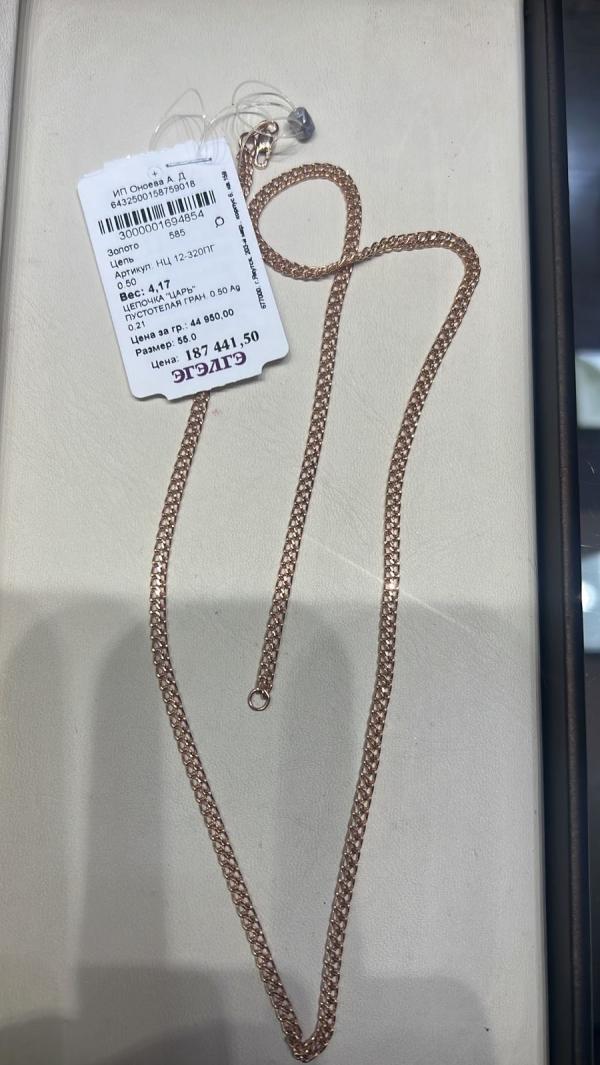 ИП Оноева А. Д
6432500158759018
3000001694854
Золото 585
Цепь
Артикул: НЦ 12-320ПГ
0.50
Вес: 4,17
ЦЕПОЧКА "ЦАРЬ"
ПУСТОТЕЛАЯ ГРАН. 0.50 Ag
0.21
Цена за гр.: 44 950,00
Размер: 55.0
Цена: 187 441,50
ЭГЭЛГЭ